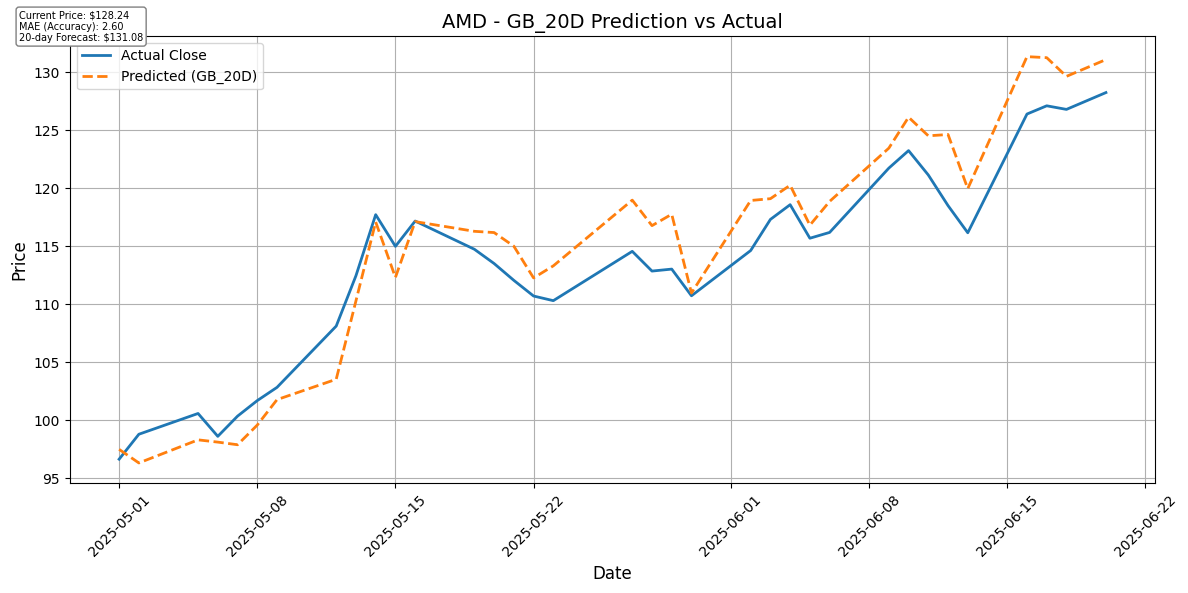 AMD - GB_20D Prediction vs Actual
Current Price: $128.24
MAE (Accuracy): 2.60
20-day Forecast: $131.08
Actual Close
Predicted (GB_20D)
Price
130
125
120
115
110
105
100
95
2025-05-01
2025-05-08
2025-05-15
2025-05-22
2025-06-01
2025-06-08
2025-06-15
2025-06-22
Date